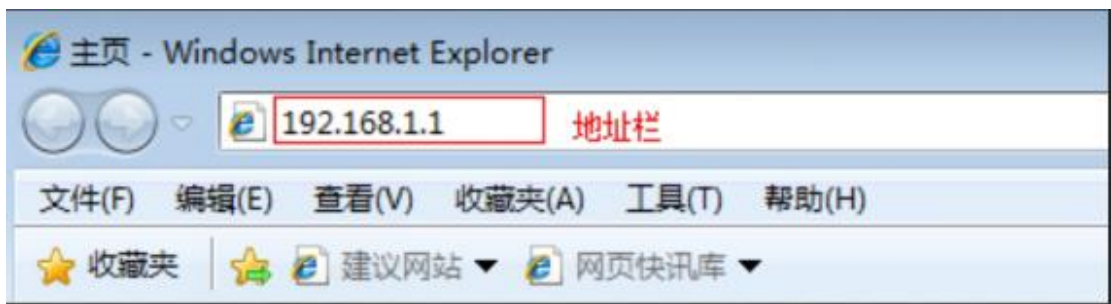 主页 - Windows Internet Explorer
192.168.1.1 地址栏
文件(F) 编辑(E) 查看(V) 收藏夹(A) 工具(T) 帮助(H)
收藏夹 建议网站 网页快讯库